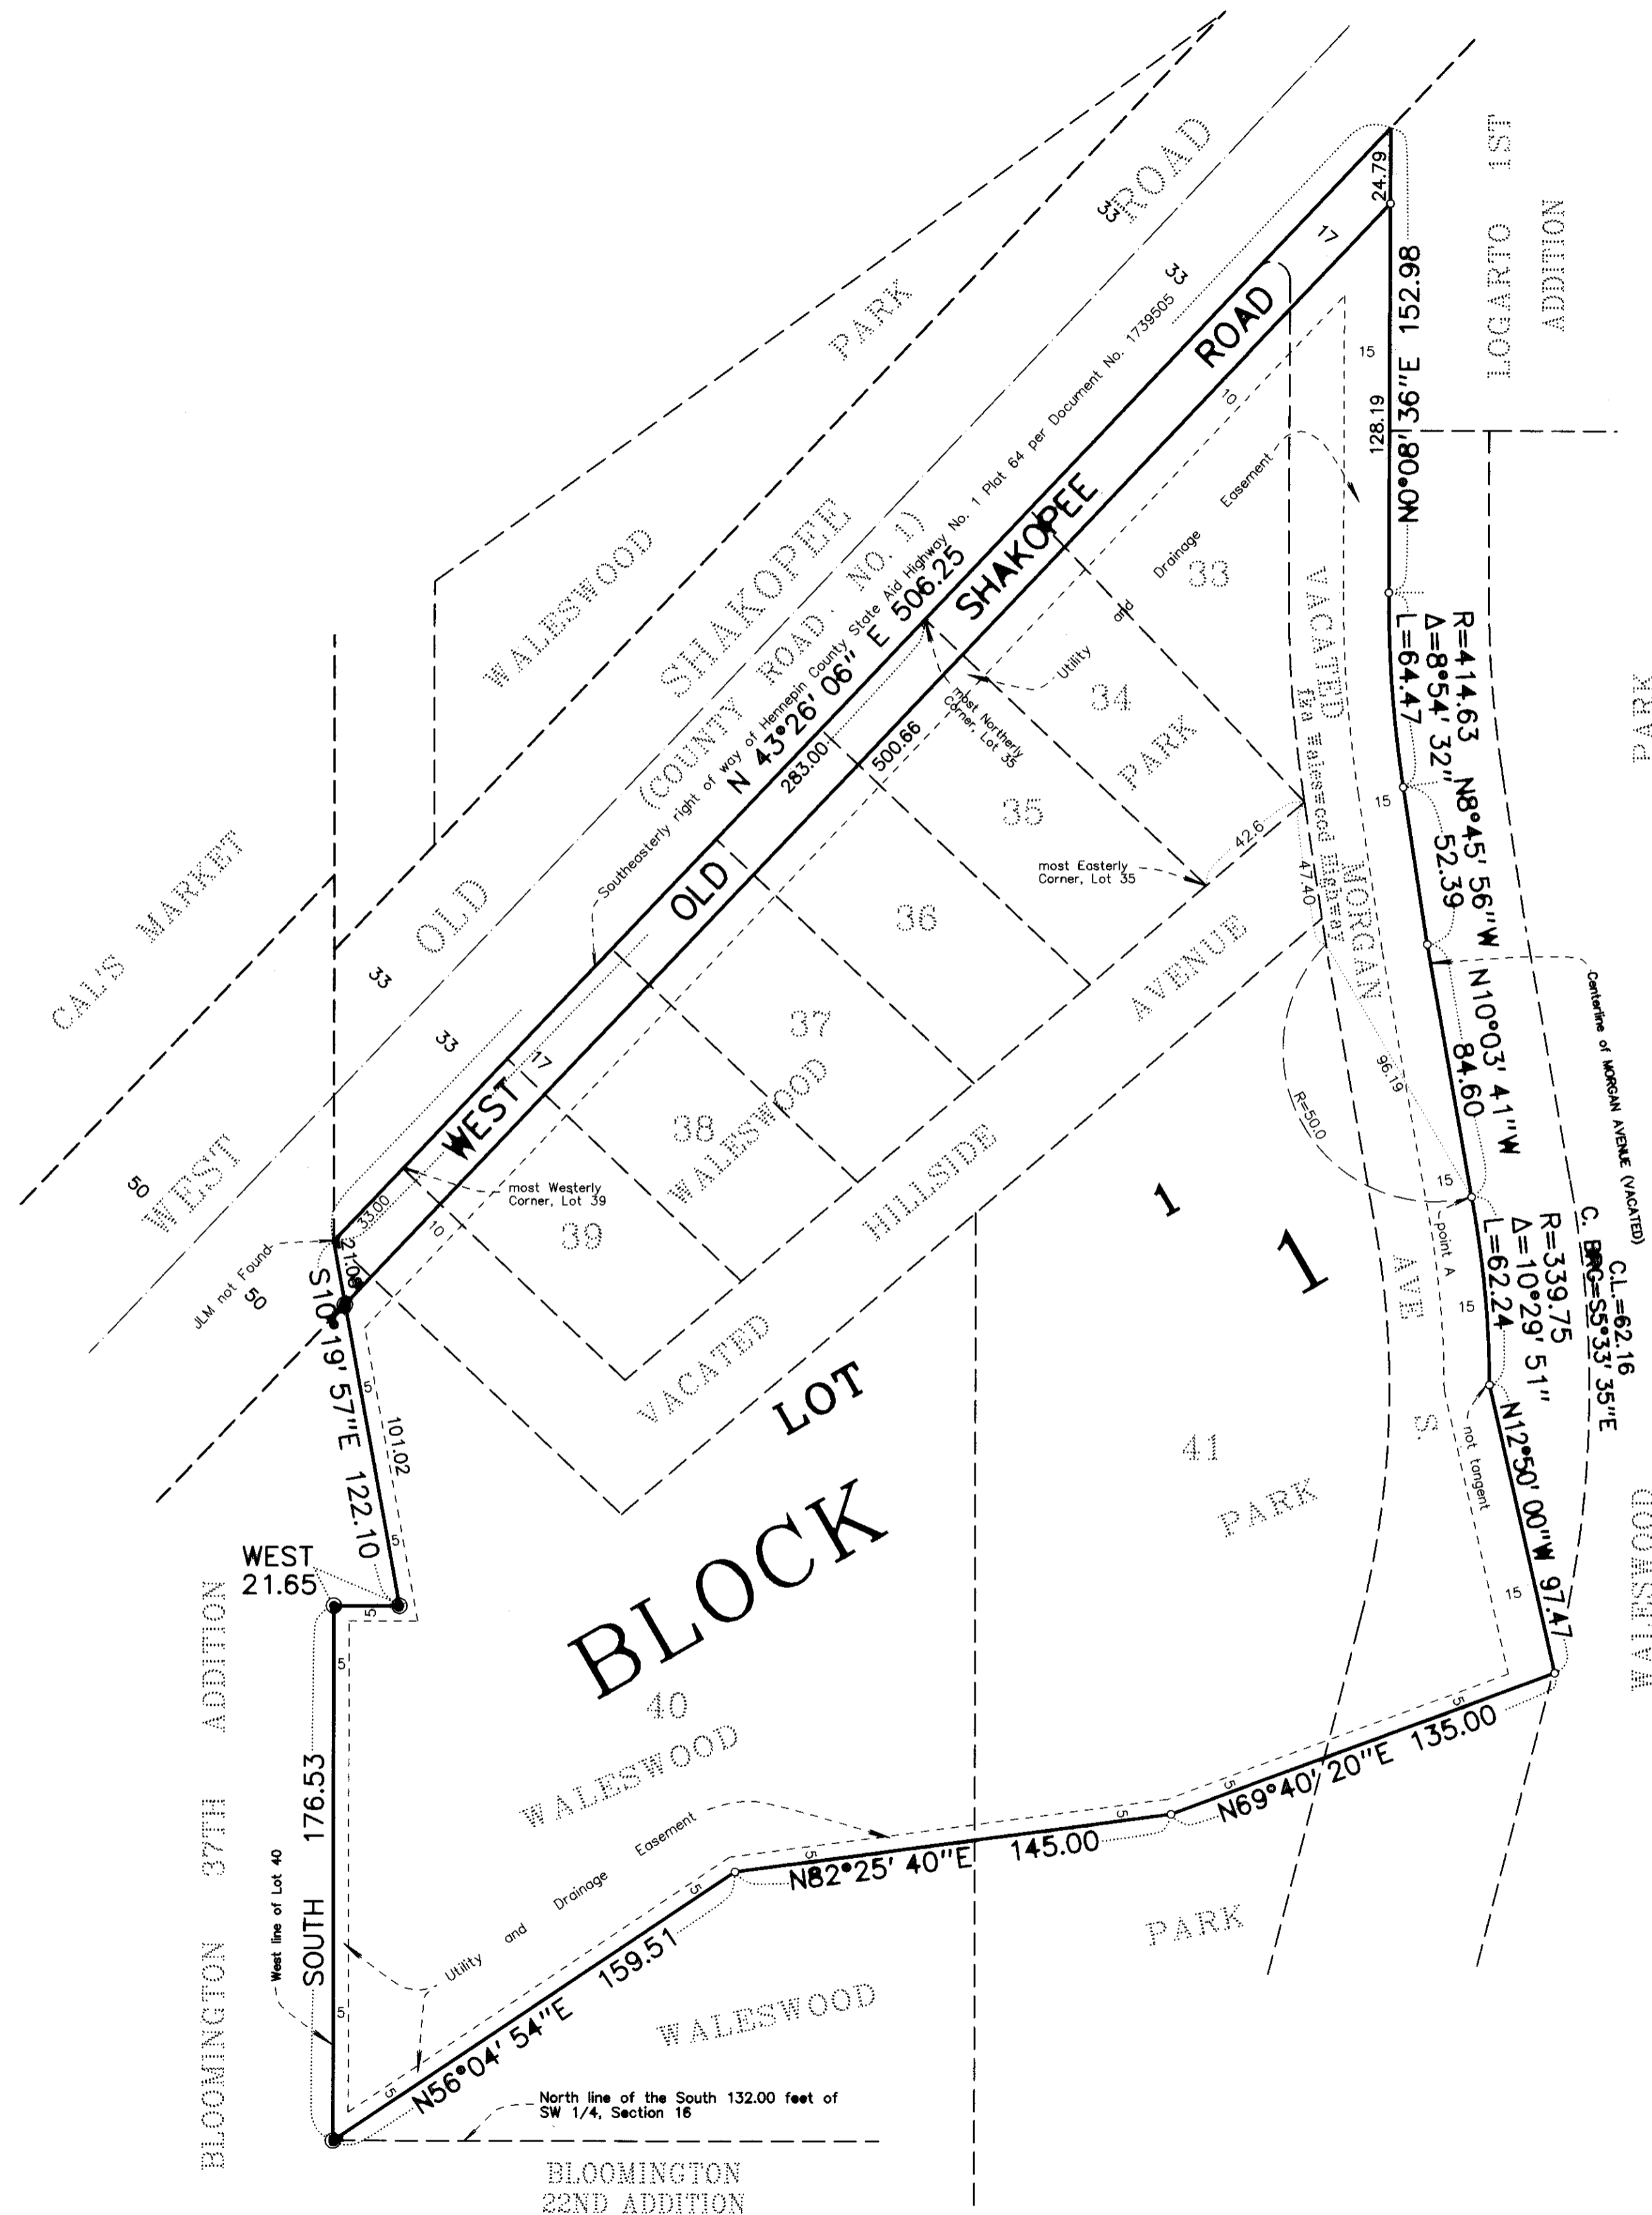 LOGARTO 1ST
ADDITION
ROAD
33
33
PARK
24.79
17
N0°08'36"E 152.98
128.19
15
ROAD
10
Southeasterly right of way of Hennepin County State Aid Highway No. 1 Plat 64 per Document No. 1739505
N 43°26'06" E 506.25
283.00
500.66
SHAKOPEE
(COUNTY ROAD. NO. 1)
WALESWOOD
SHAKOPEE
Utility and Drainage Easement
33
34
PARK
most Northerly
Corner, Lot 35
35
most Easterly
Corner, Lot 35
42.6
47.40
VACATED MORGAN AVE S.
fka Waleswood Highway
R=414.63
Δ=8°54'32"
L=64.47
N8°45'56"W
52.39
15
N10°03'41"W
84.60
Centerline of MORGAN AVENUE (VACATED)
PARK
WALESWOOD
CAL'S MARKET
OLD
33
33
WEST
50
50
OLD
36
37
38
WALESWOOD
39
17
WEST
most Westerly
Corner, Lot 39
33.00
10
JLM not Found
21.08
S10°19'57"E 122.10
101.02
5
5
VACATED HILLSIDE AVENUE
96.19
R=50.0
15
point A
15
R=339.75
Δ=10°29'51"
L=62.24
C.L.=62.16
C. BRG=S5°33'35"E
not tangent
N12°50'00"W 97.47
15
LOT 1
BLOCK 1
41
PARK
WEST
21.65
5
5
BLOOMINGTON 37TH ADDITION
West line of Lot 40
SOUTH 176.53
5
40
WALESWOOD
Utility and Drainage Easement
5
5
N69°40'20"E 135.00
5
5
N82°25'40"E 145.00
5
5
N56°04'54"E 159.51
PARK
WALESWOOD
North line of the South 132.00 feet of
SW 1/4, Section 16
BLOOMINGTON
22ND ADDITION